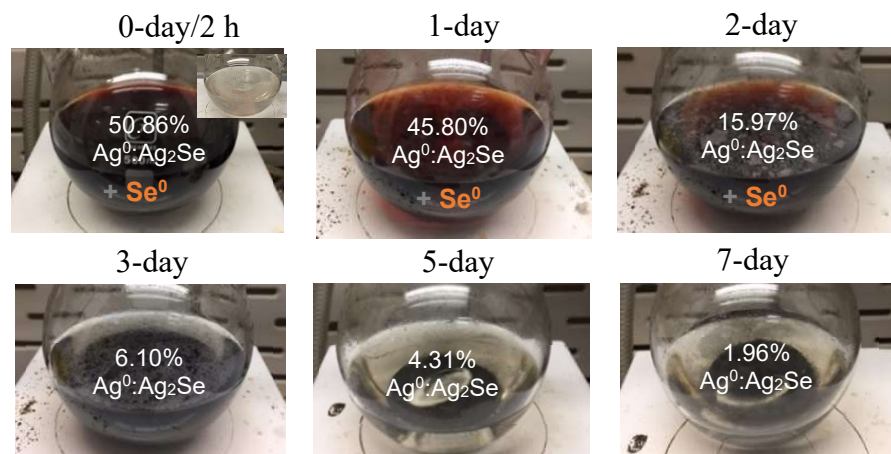 0-day/2 h
1-day
2-day
50.86%
Ag⁰:Ag₂Se
+ Se⁰
45.80%
Ag⁰:Ag₂Se
+ Se⁰
15.97%
Ag⁰:Ag₂Se
+ Se⁰
3-day
5-day
7-day
6.10%
Ag⁰:Ag₂Se
4.31%
Ag⁰:Ag₂Se
1.96%
Ag⁰:Ag₂Se